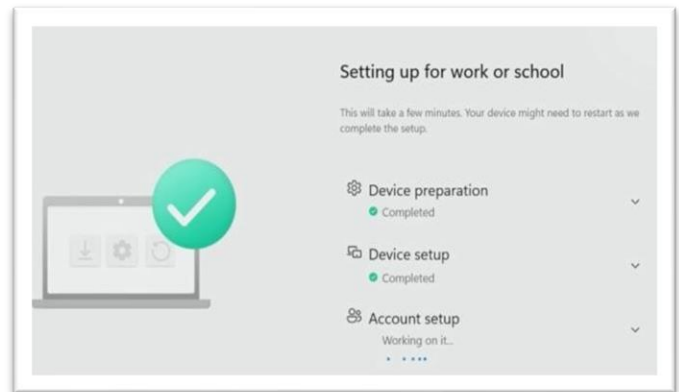 Setting up for work or school
This will take a few minutes. Your device might need to restart as we
complete the setup.
Device preparation
Completed
Device setup
Completed
Account setup
Working on it...